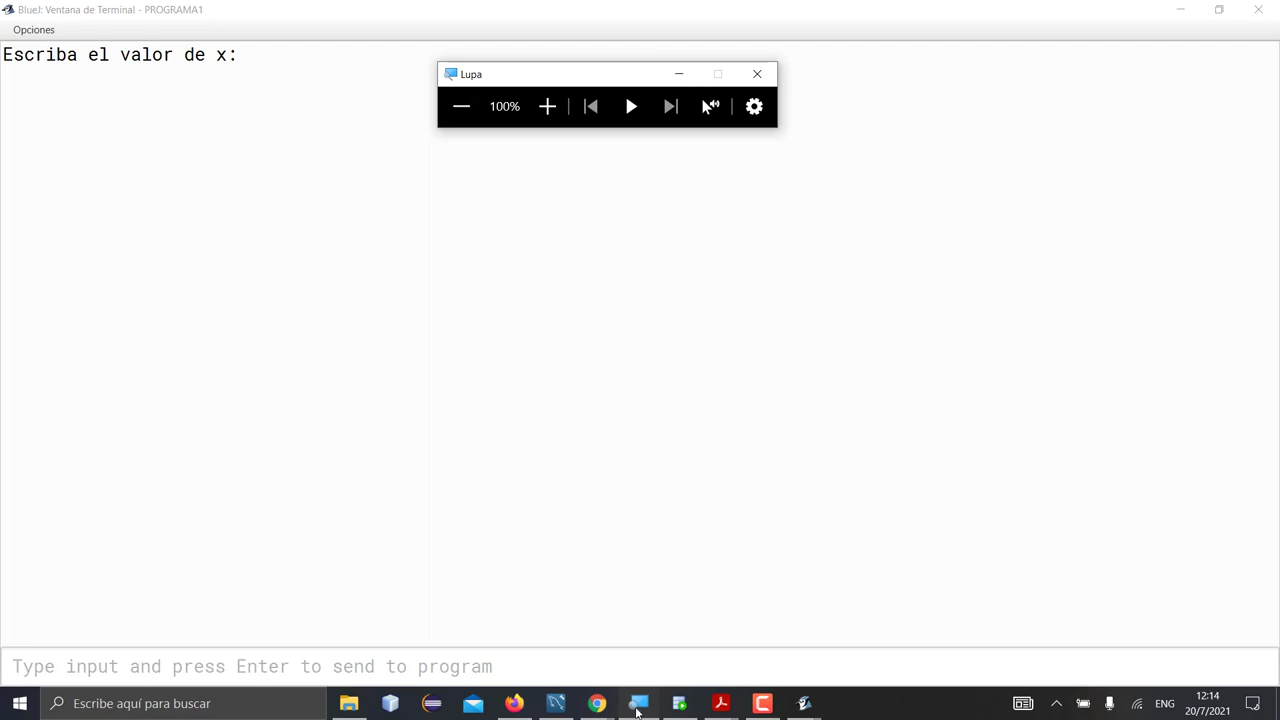 BlueJ: Ventana de Terminal - PROGRAMA1
Opciones
Escriba el valor de x:
Lupa
100%
Type input and press Enter to send to program
Escribe aquí para buscar
ENG
12:14
20/7/2021